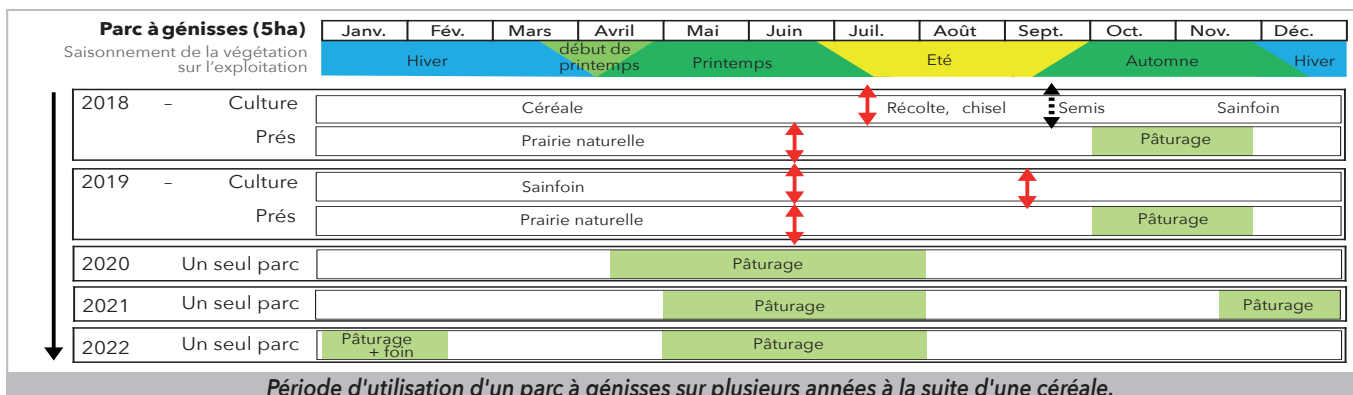 Parc à génisses (5ha) Janv. Fév. Mars Avril Mai Juin Juil. Août Sept. Oct. Nov. Déc.
Saisonnement de la végétation
sur l'exploitation
Hiver
début de
printemps
Printemps
Eté
Automne
Hiver
2018 – Culture Céréale Récolte, chisel Semis Sainfoin
Prés Prairie naturelle Pâturage
2019 – Culture Sainfoin
Prés Prairie naturelle Pâturage
2020 Un seul parc Pâturage
2021 Un seul parc Pâturage Pâturage
2022 Un seul parc Pâturage
+ foin
Pâturage
Période d'utilisation d'un parc à génisses sur plusieurs années à la suite d'une céréale.